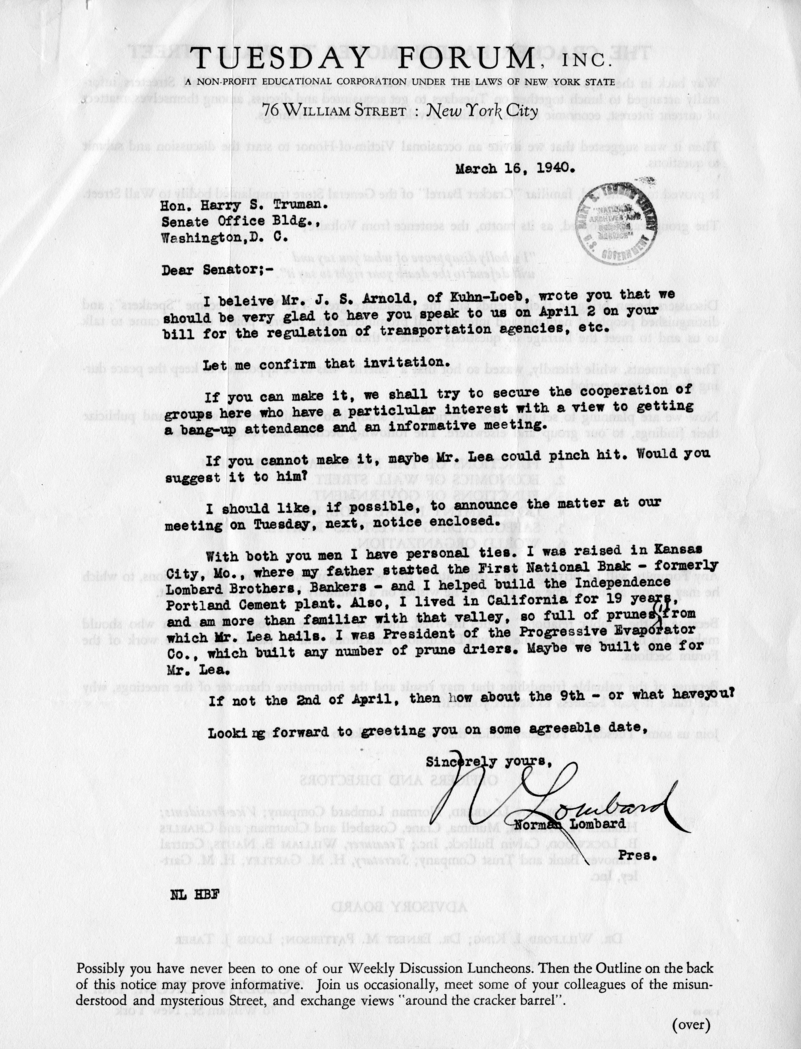 TUESDAY FORUM, INC.
A NON-PROFIT EDUCATIONAL CORPORATION UNDER THE LAWS OF NEW YORK STATE
76 WILLIAM STREET : New York City
March 16, 1940.
Hon. Harry S. Truman.
Senate Office Bldg.,
Washington,D. C.
Dear Senator;-
I beleive Mr. J. S. Arnold, of Kuhn-Loeb, wrote you that we
should be very glad to have you speak to us on April 2 on your
bill for the regulation of transportation agencies, etc.
Let me confirm that invitation.
If you can make it, we shall try to secure the cooperation of
groups here who have a particlular interest with a view to getting
a bang-up attendance and an informative meeting.
If you cannot make it, maybe Mr. Lea could pinch hit. Would you
suggest it to him?
I should like, if possible, to announce the matter at our
meeting on Tuesday, next, notice enclosed.
With both you men I have personal ties. I was raised in Kansas
City, Mo., where my father started the First National Bnak - formerly
Lombard Brothers, Bankers - and I helped build the Independence
Portland Cement plant. Also, I lived in California for 19 years,
and am more than familiar with that valley, so full of prunes, from
which Mr. Lea hails. I was President of the Progressive Evaporator
Co., which built any number of prune driers. Maybe we built one for
Mr. Lea.
If not the 2nd of April, then how about the 9th - or what haveyou?
Looking forward to greeting you on some agreeable date,
Sincerely yours,
N Lombard
Norman Lombard
Pres.
NL HBF
Possibly you have never been to one of our Weekly Discussion Luncheons. Then the Outline on the back
of this notice may prove informative. Join us occasionally, meet some of your colleagues of the misun-
derstood and mysterious Street, and exchange views "around the cracker barrel".
(over)